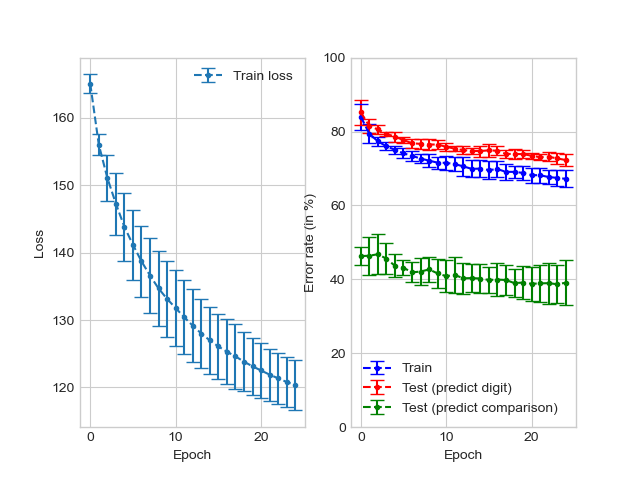 Train loss
160
150
140
130
120
0
10
20
Loss
Epoch
100
80
60
40
20
0
0
10
20
Error rate (in %)
Epoch
Train
Test (predict digit)
Test (predict comparison)